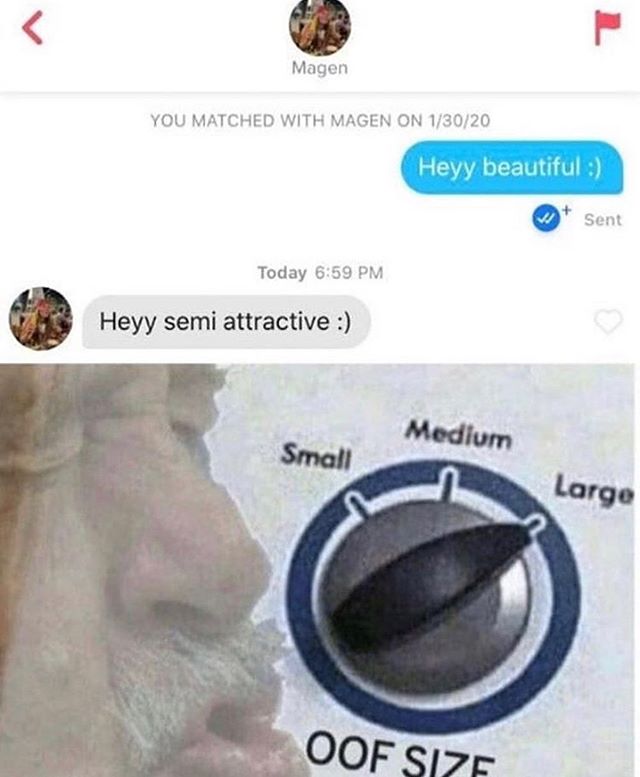 Magen
YOU MATCHED WITH MAGEN ON 1/30/20
Heyy beautiful :)
Sent
Today 6:59 PM
Heyy semi attractive :)
Small
Medium
Large
OOF SIZE